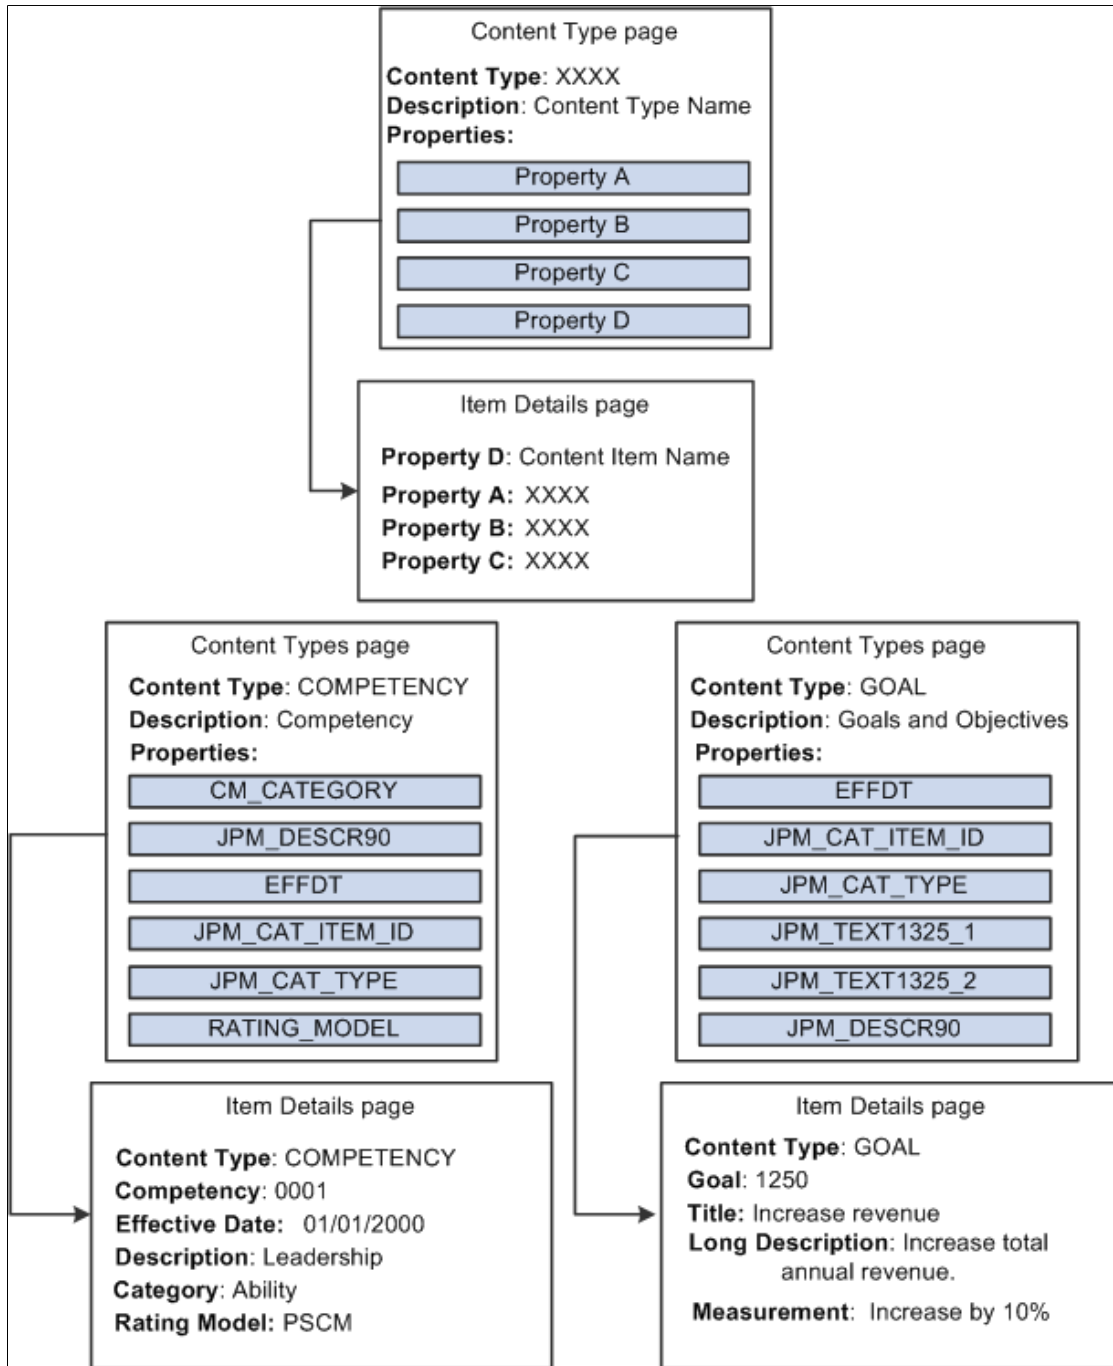 Content Type page
Content Type: XXXX
Description: Content Type Name
Properties:
Property A
Property B
Property C
Property D
Item Details page
Property D: Content Item Name
Property A: XXXX
Property B: XXXX
Property C: XXXX
Content Types page
Content Type: COMPETENCY
Description: Competency
Properties:
CM_CATEGORY
JPM_DESCR90
EFFDT
JPM_CAT_ITEM_ID
JPM_CAT_TYPE
RATING_MODEL
Item Details page
Content Type: COMPETENCY
Competency: 0001
Effective Date: 01/01/2000
Description: Leadership
Category: Ability
Rating Model: PSCM
Content Types page
Content Type: GOAL
Description: Goals and Objectives
Properties:
EFFDT
JPM_CAT_ITEM_ID
JPM_CAT_TYPE
JPM_TEXT1325_1
JPM_TEXT1325_2
JPM_DESCR90
Item Details page
Content Type: GOAL
Goal: 1250
Title: Increase revenue
Long Description: Increase total
annual revenue.
Measurement: Increase by 10%